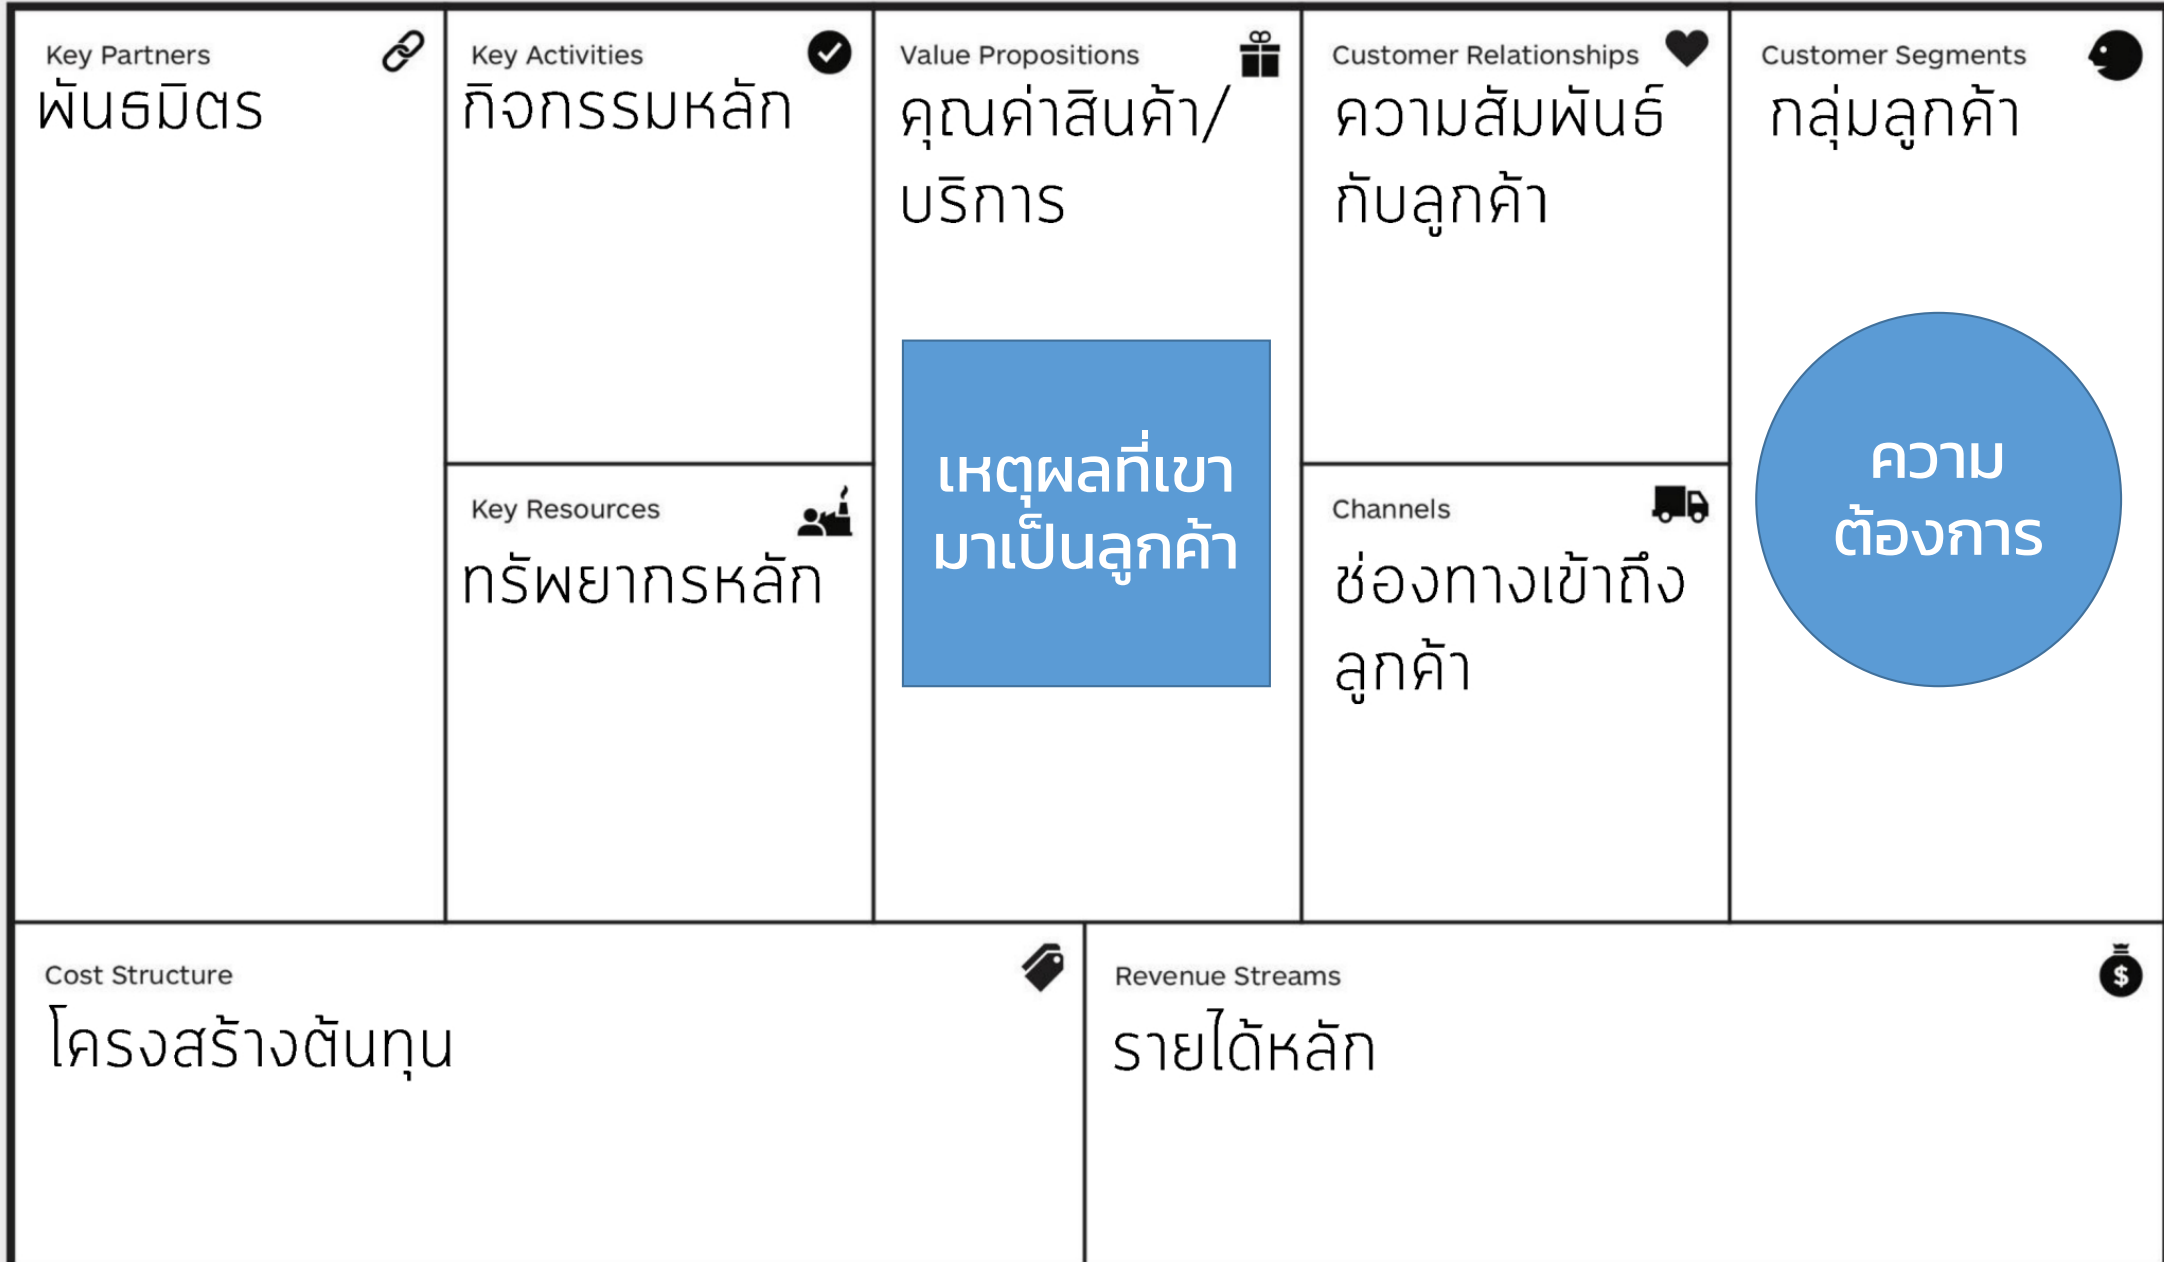 Key Partners
พันธมิตร
Key Activities
กิจกรรมหลัก
Key Resources
ทรัพยากรหลัก
Value Propositions
คุณค่าสินค้า/
บริการ
เหตุผลที่เขา
มาเป็นลูกค้า
Customer Relationships
ความสัมพันธ์
กับลูกค้า
Channels
ช่องทางเข้าถึง
ลูกค้า
Customer Segments
กลุ่มลูกค้า
ความ
ต้องการ
Cost Structure
โครงสร้างต้นทุน
Revenue Streams
$
รายได้หลัก